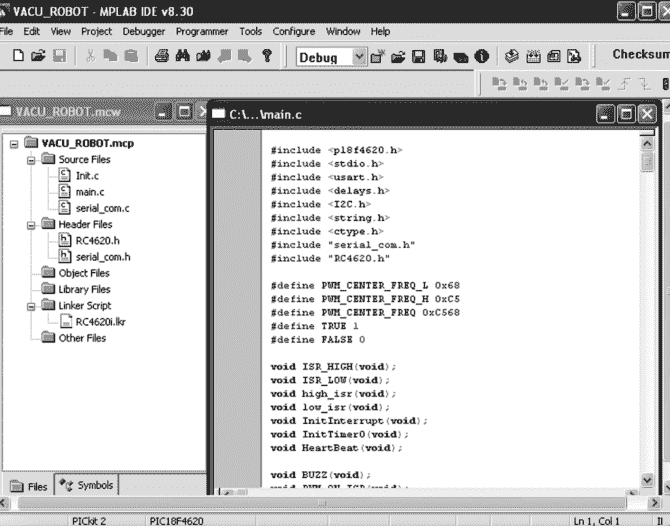 VACU_ROBOT - MPLAB IDE v8.30
File Edit View Project Debugger Programmer Tools Configure Window Help
Debug
Checksum
VACU_ROBOT.mcw
VACU_ROBOT.mcp
Source Files
Init.c
main.c
serial_com.c
Header Files
RC4620.h
serial_com.h
Object Files
Library Files
Linker Script
RC4620i.lkr
Other Files
Files Symbols
C:\...\main.c
#include <p18f4620.h>
#include <stdio.h>
#include <usart.h>
#include <delays.h>
#include <I2C.h>
#include <string.h>
#include <ctype.h>
#include "serial_com.h"
#include "RC4620.h"
#define PWM_CENTER_FREQ_L 0x68
#define PWM_CENTER_FREQ_H 0xC5
#define PWM_CENTER_FREQ 0xC568
#define TRUE 1
#define FALSE 0
void ISR_HIGH(void);
void ISR_LOW(void);
void high_isr(void);
void low_isr(void);
void InitInterrupt(void);
void InitTimer0(void);
void HeartBeat(void);
void BUZZ(void);
PICkit 2 PIC18F4620 Ln 1, Col 1